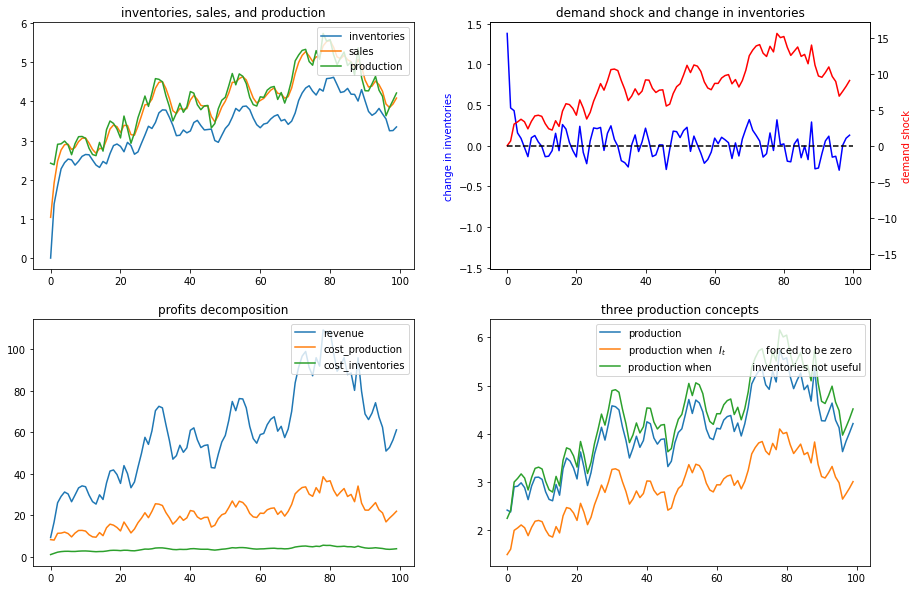 inventories, sales, and production
inventories
sales
production
6
5
4
3
2
1
0
0 20 40 60 80 100
demand shock and change in inventories
change in inventories
1.5
1.0
0.5
0.0
−0.5
−1.0
−1.5
15
10
5
0
−5
−10
−15
demand shock
0 20 40 60 80 100
profits decomposition
revenue
cost_production
cost_inventories
100
80
60
40
20
0
0 20 40 60 80 100
three production concepts
production
production when I_t forced to be zero
production when inventories not useful
6
5
4
3
2
0 20 40 60 80 100